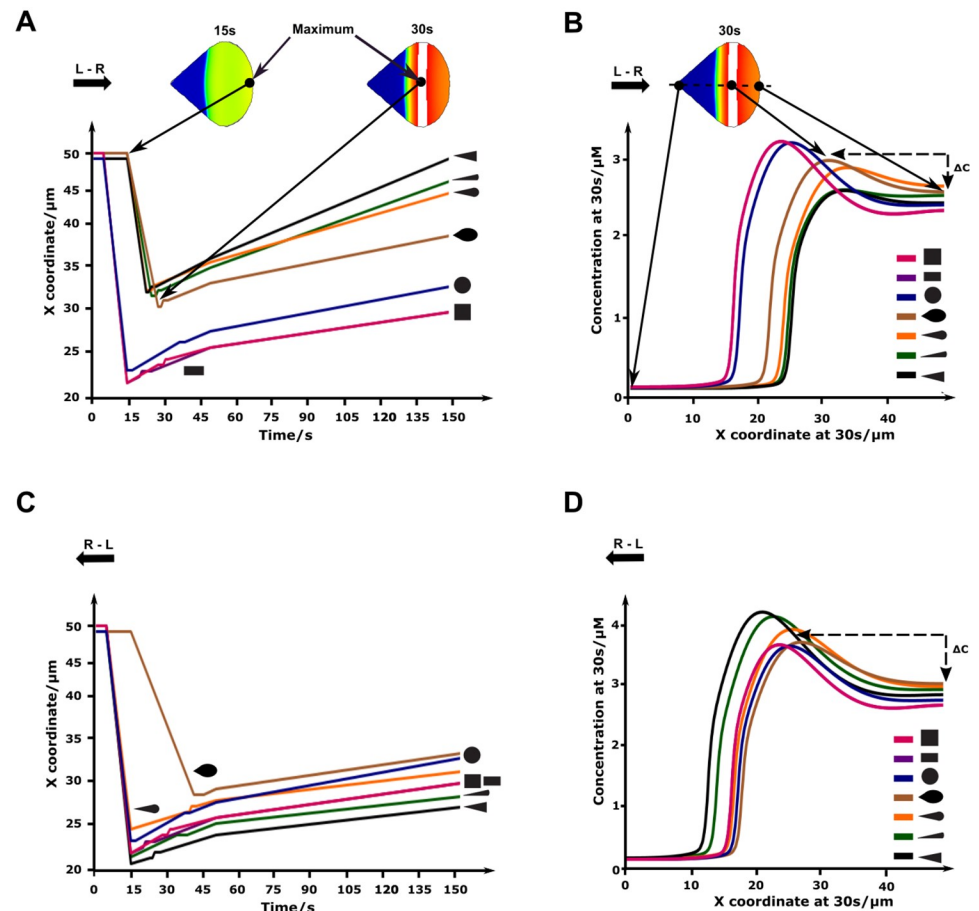 A
15s
Maximum
30s
L - R
X coordinate/μm
50
45
40
35
30
25
20
0
15
30
45
60
75
90
105
120
135
150
Time/s
B
30s
L - R
Concentration at 30s/μM
3
2
1
0
ΔC
0
10
20
30
40
X coordinate at 30s/μm
C
R - L
X coordinate/μm
50
45
40
35
30
25
20
0
15
30
45
60
75
90
105
120
135
150
Time/s
D
R - L
Concentration at 30s/μM
4
3
2
1
0
ΔC
0
10
20
30
40
X coordinate at 30s/μm